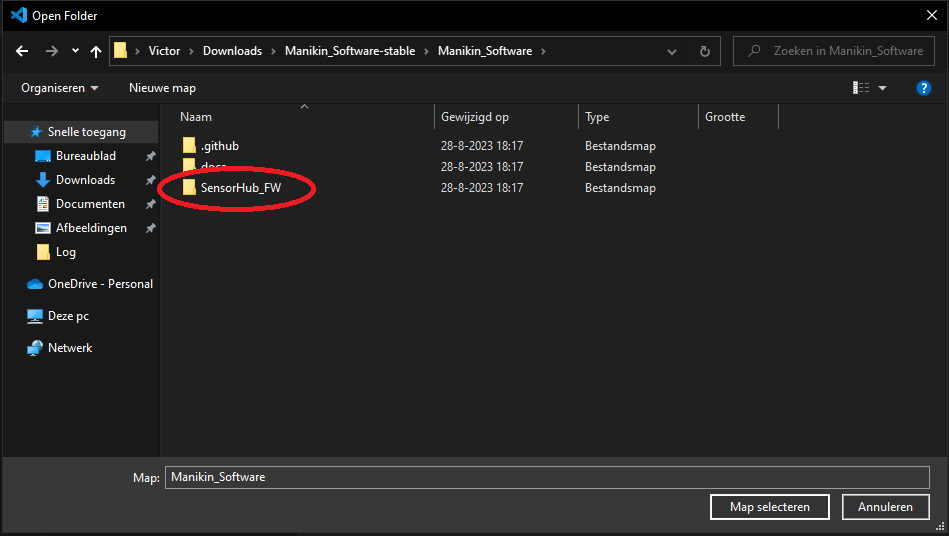 Open Folder
Victor Downloads Manikin_Software-stable Manikin_Software Zoeken in Manikin_Software
Organiseren Nieuwe map
Naam Gewijzigd op Type Grootte
Snelle toegang
Bureaublad
Downloads
Documenten
Afbeeldingen
Log
OneDrive - Personal
Deze pc
Netwerk
.github 28-8-2023 18:17 Bestandsmap
docs 28-8-2023 18:17 Bestandsmap
SensorHub_FW 28-8-2023 18:17 Bestandsmap
Map: Manikin_Software
Map selecteren Annuleren